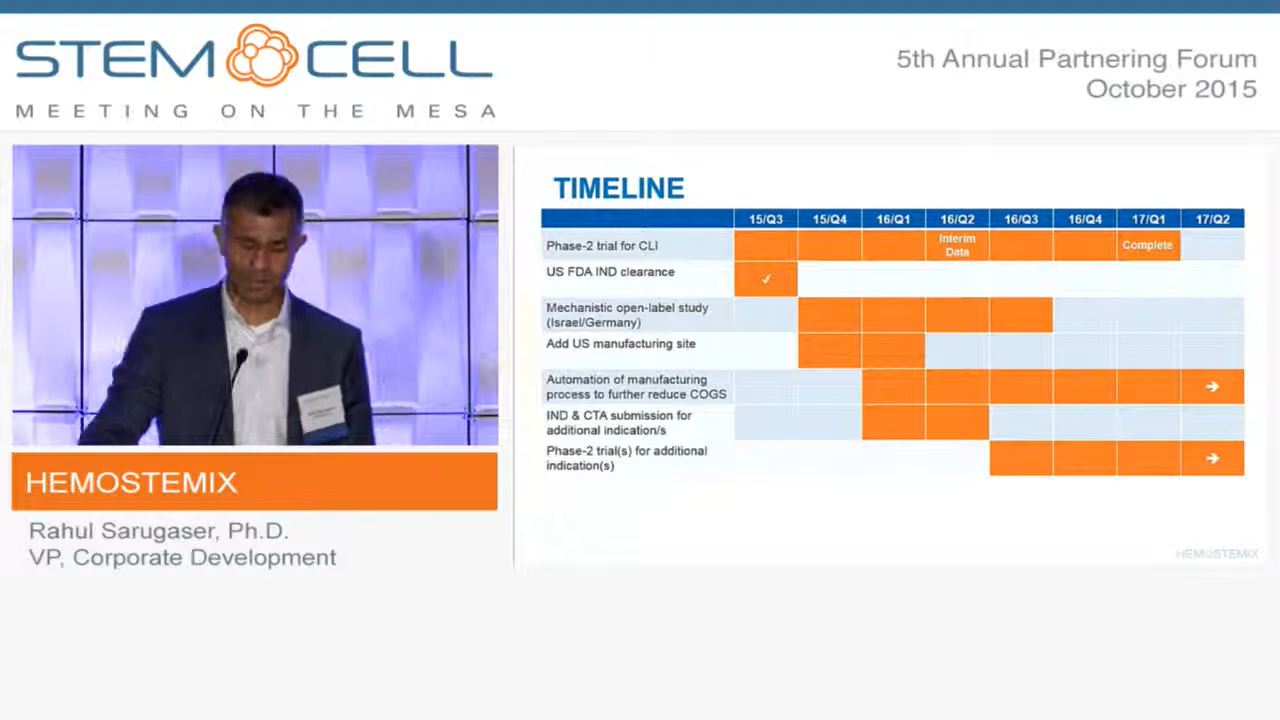 STEM CELL
MEETING ON THE MESA
5th Annual Partnering Forum
October 2015
HEMOSTEMIX
Rahul Sarugaser, Ph.D.
VP, Corporate Development
TIMELINE
15/Q3 15/Q4 16/Q1 16/Q2 16/Q3 16/Q4 17/Q1 17/Q2
Phase-2 trial for CLI
Interim
Data
Complete
US FDA IND clearance ✓
Mechanistic open-label study
(Israel/Germany)
Add US manufacturing site
Automation of manufacturing
process to further reduce COGS →
IND & CTA submission for
additional indication/s
Phase-2 trial(s) for additional
indication(s) →
HEMOSTEMIX